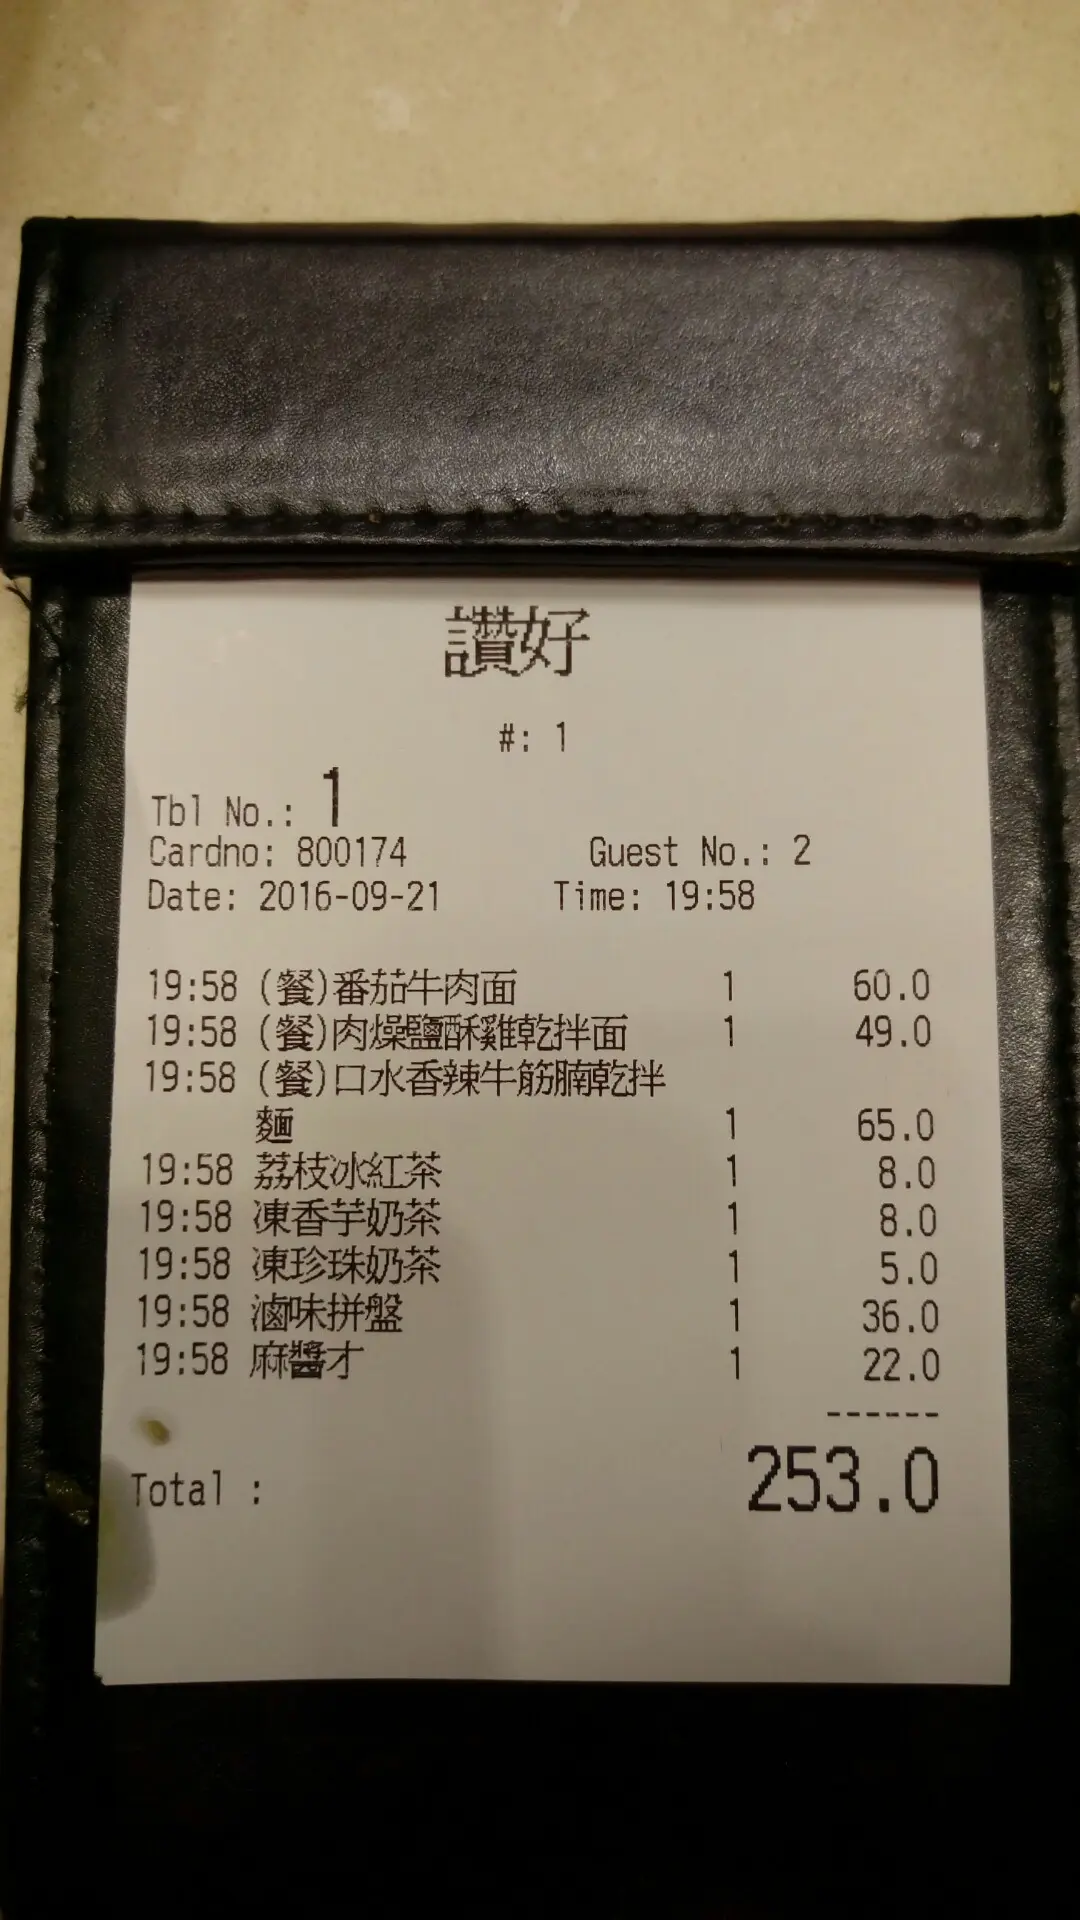 讚好
#: 1
Tbl No.: 1
Cardno: 800174 Guest No.: 2
Date: 2016-09-21 Time: 19:58
19:58 (餐)番茄牛肉面 1 60.0
19:58 (餐)肉燥鹽酥雞乾拌面 1 49.0
19:58 (餐)口水香辣牛筋腩乾拌
麵 1 65.0
19:58 荔枝冰紅茶 1 8.0
19:58 凍香芋奶茶 1 8.0
19:58 凍珍珠奶茶 1 5.0
19:58 滷味拼盤 1 36.0
19:58 麻醬才 1 22.0
------
Total : 253.0